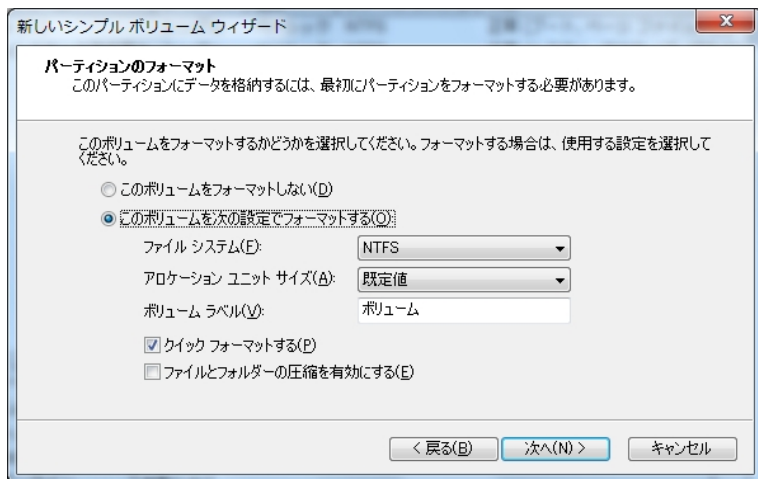 新しいシンプル ボリューム ウィザード
パーティションのフォーマット
このパーティションにデータを格納するには、最初にパーティションをフォーマットする必要があります。
このボリュームをフォーマットするかどうかを選択してください。フォーマットする場合は、使用する設定を選択して
ください。
このボリュームをフォーマットしない(D)
このボリュームを次の設定でフォーマットする(O):
ファイル システム(F): NTFS
アロケーション ユニット サイズ(A): 既定値
ボリューム ラベル(V): ボリューム
クイック フォーマットする(P)
ファイルとフォルダーの圧縮を有効にする(E)
< 戻る(B) 次へ(N) > キャンセル